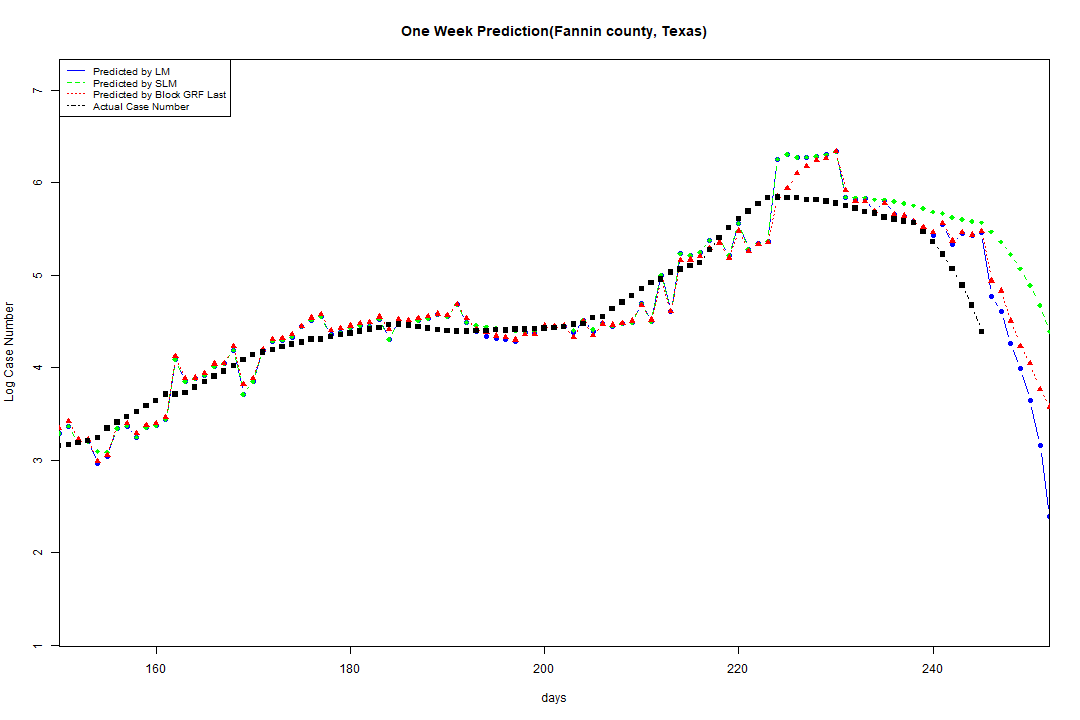 One Week Prediction(Fannin county, Texas)
Predicted by LM
Predicted by SLM
Predicted by Block GRF Last
Actual Case Number
7
6
5
4
3
2
1
Log Case Number
160 180 200 220 240
days